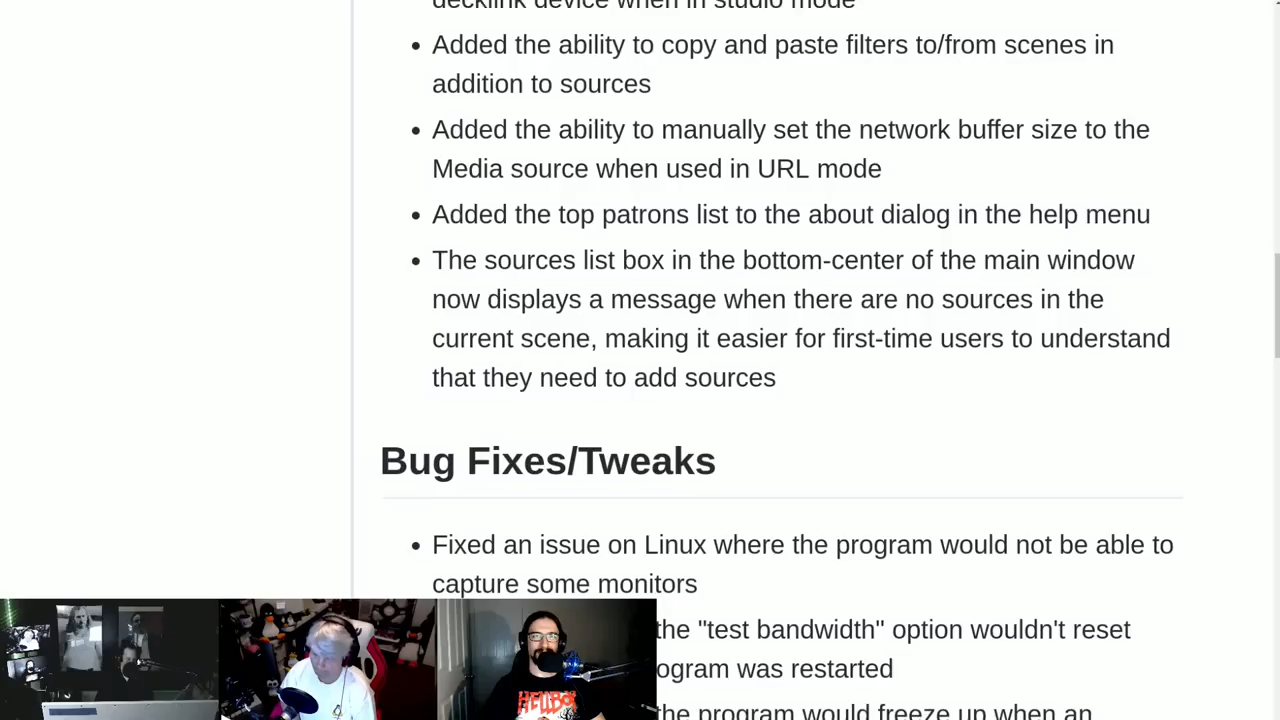 decklink device when in studio mode
• Added the ability to copy and paste filters to/from scenes in
addition to sources
• Added the ability to manually set the network buffer size to the
Media source when used in URL mode
• Added the top patrons list to the about dialog in the help menu
• The sources list box in the bottom-center of the main window
now displays a message when there are no sources in the
current scene, making it easier for first-time users to understand
that they need to add sources
Bug Fixes/Tweaks
• Fixed an issue on Linux where the program would not be able to
capture some monitors
the "test bandwidth" option wouldn't reset
ogram was restarted
the program would freeze up when an
HELLBO